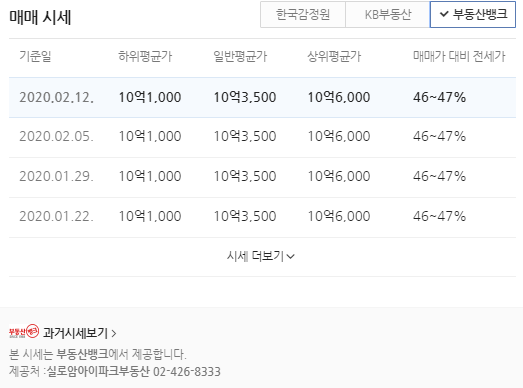 매매 시세
한국감정원 KB부동산 부동산뱅크
기준일 하위평균가 일반평균가 상위평균가 매매가 대비 전세가
2020.02.12. 10억1,000 10억3,500 10억6,000 46~47%
2020.02.05. 10억1,000 10억3,500 10억6,000 46~47%
2020.01.29. 10억1,000 10억3,500 10억6,000 46~47%
2020.01.22. 10억1,000 10억3,500 10억6,000 46~47%
시세 더보기
부동산뱅크 과거시세보기 >
본 시세는 부동산뱅크에서 제공합니다.
제공처 :실로암아이파크부동산 02-426-8333